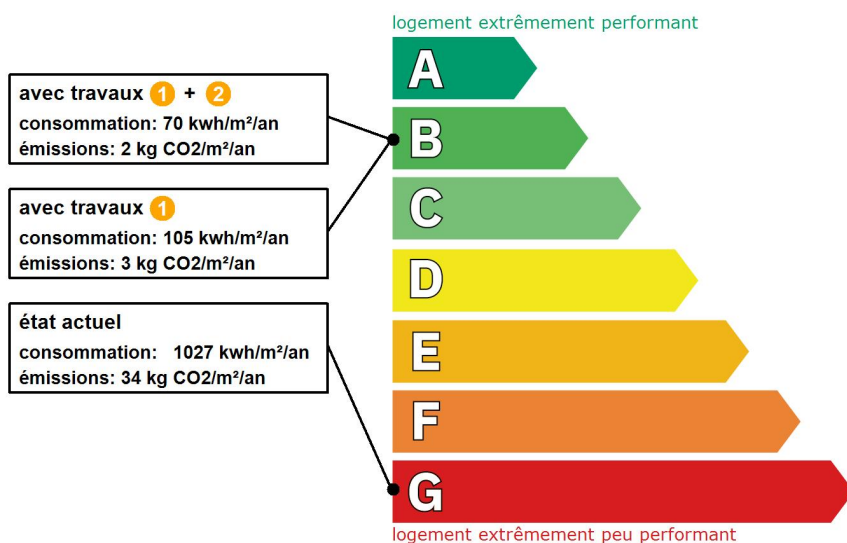 logement extrêmement performant
A
avec travaux 1 + 2
consommation: 70 kwh/m²/an
émissions: 2 kg CO2/m²/an
B
avec travaux 1
consommation: 105 kwh/m²/an
émissions: 3 kg CO2/m²/an
C
D
état actuel
consommation: 1027 kwh/m²/an
émissions: 34 kg CO2/m²/an
E
F
G
logement extrêmement peu performant